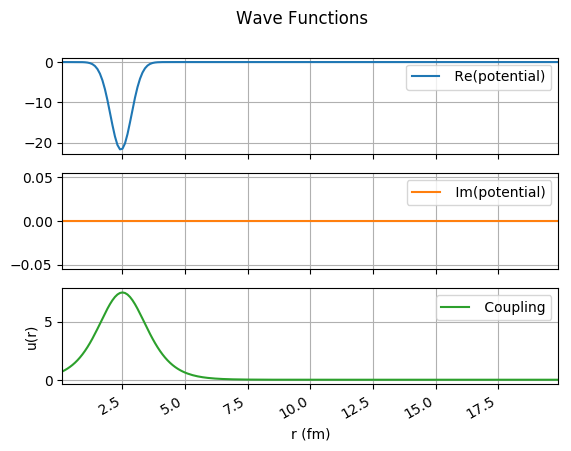 Wave Functions
0
−10
−20
Re(potential)
0.05
0.00
−0.05
Im(potential)
5
0
u(r)
Coupling
2.5 5.0 7.5 10.0 12.5 15.0 17.5
r (fm)